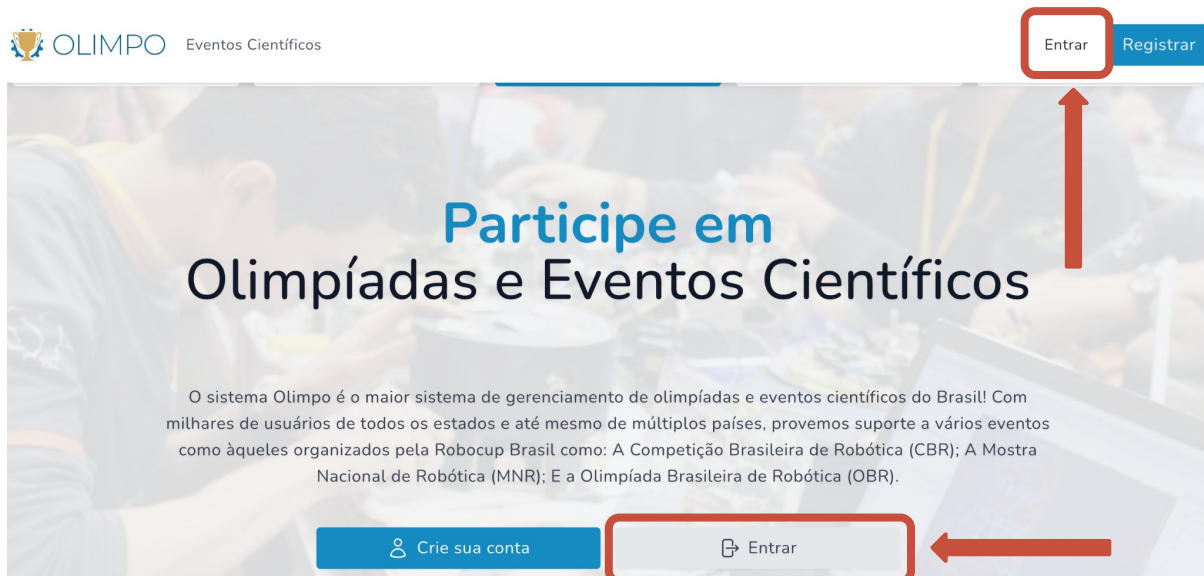 OLIMPO Eventos Científicos Entrar Registrar
Participe em
Olimpíadas e Eventos Científicos
O sistema Olimpo é o maior sistema de gerenciamento de olimpíadas e eventos científicos do Brasil! Com
milhares de usuários de todos os estados e até mesmo de múltiplos países, provemos suporte a vários eventos
como àqueles organizados pela Robocup Brasil como: A Competição Brasileira de Robótica (CBR); A Mostra
Nacional de Robótica (MNR); E a Olimpíada Brasileira de Robótica (OBR).
Crie sua conta Entrar